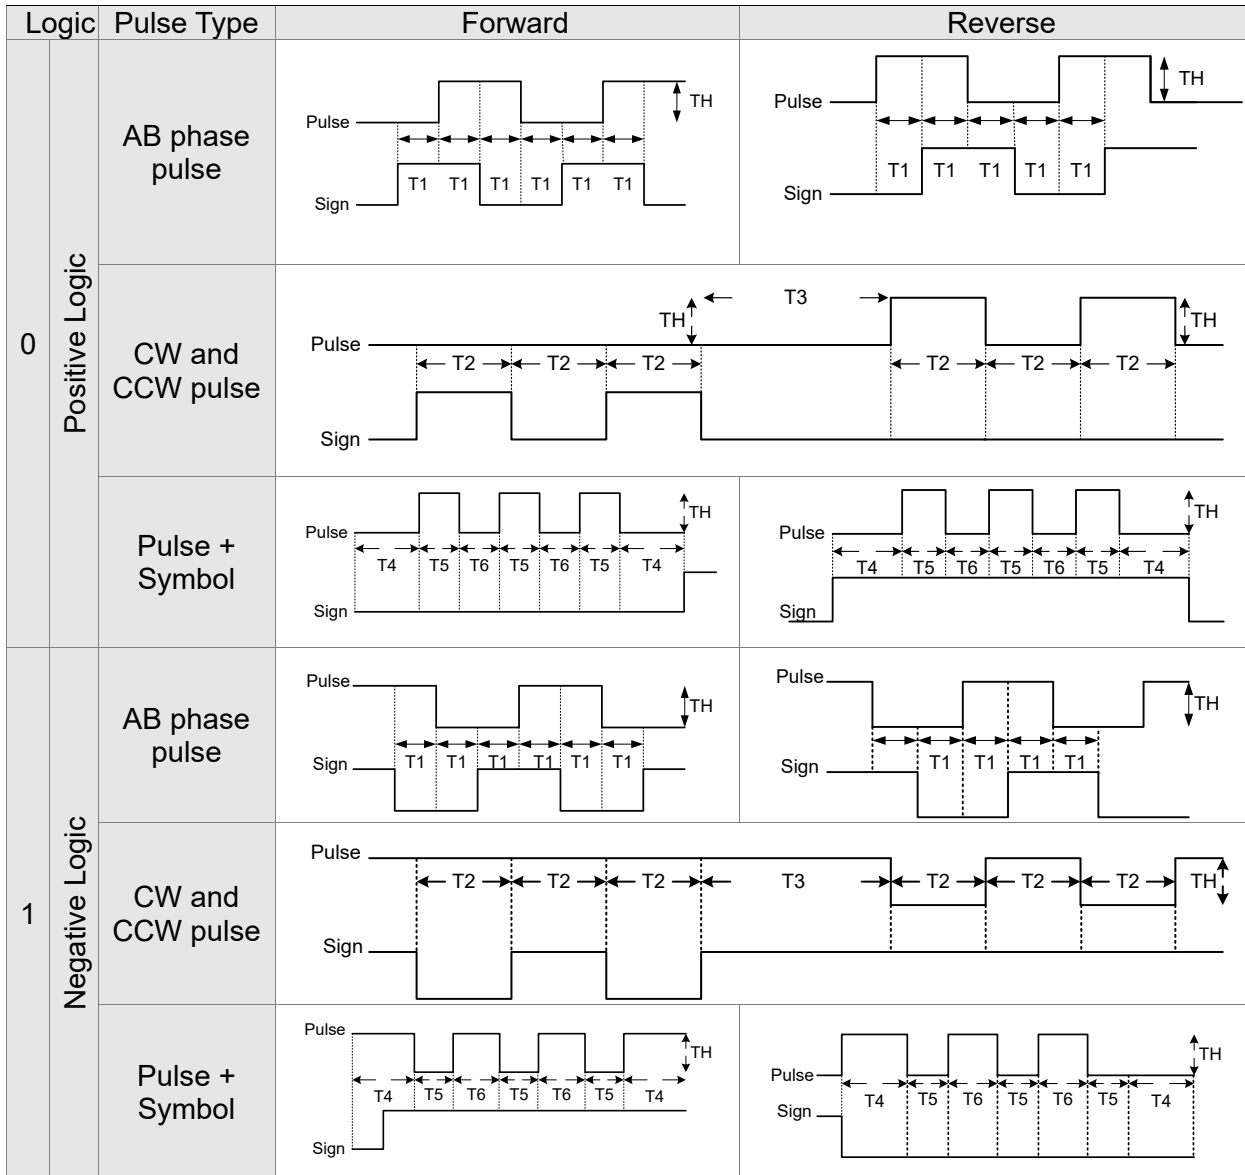 Logic Pulse Type Forward Reverse
0
Positive Logic
AB phase
pulse
Pulse
TH
T1 T1 T1 T1 T1 T1
Sign
Pulse
TH
T1 T1 T1 T1 T1
Sign
CW and
CCW pulse
T3
TH TH
Pulse
T2 T2 T2 T2 T2 T2
Sign
Pulse +
Symbol
TH
Pulse
T4 T5 T6 T5 T6 T5 T4
Sign
TH
Pulse
T4 T5 T6 T5 T6 T5 T4
Sign
1
Negative Logic
AB phase
pulse
Pulse
TH
Sign
T1 T1 T1 T1 T1 T1
Pulse
TH
Sign
T1 T1 T1 T1
CW and
CCW pulse
Pulse
T2 T2 T2 T3 T2 T2 T2 TH
Sign
Pulse +
Symbol
Pulse
TH
T4 T5 T6 T5 T6 T5 T4
Sign
TH
Pulse
T4 T5 T6 T5 T6 T5 T4
Sign